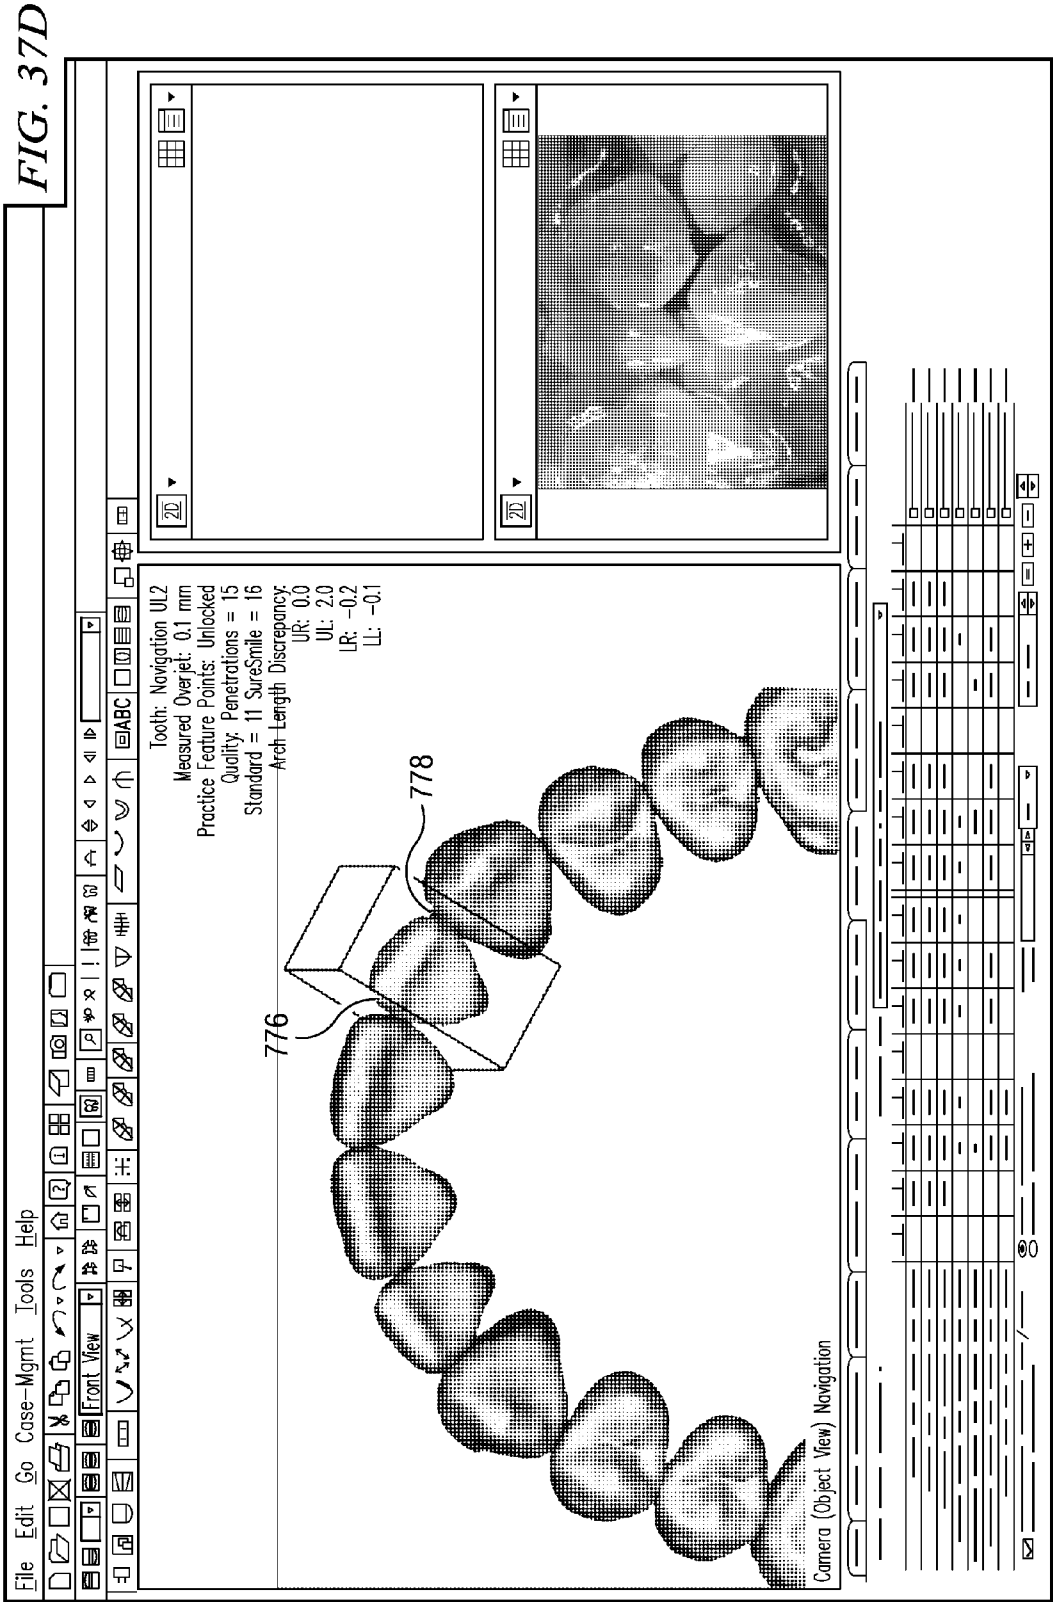 FIG. 37D
File Edit Go Case-Mgmt Tools Help
Front View
ABC
Tooth: Navigation UL2
Measured Overjet: 0.1 mm
Practice Feature Points: Unlocked
Quality: Penetrations = 15
Standard = 11 SureSmile = 16
Arch Length Discrepancy:
UR: 0.0
UL: 2.0
LR: -0.2
LL: -0.1
776
778
Camera (Object View) Navigation
2D
2D